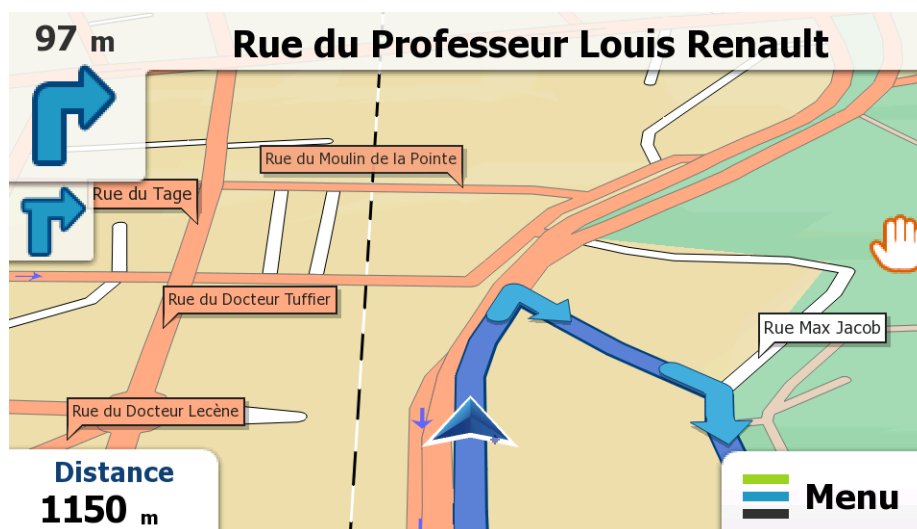 97 m
Rue du Professeur Louis Renault
Rue du Moulin de la Pointe
Rue du Tage
Rue du Docteur Tuffier
Rue Max Jacob
Rue du Docteur Lecène
Distance
1150 m
Menu